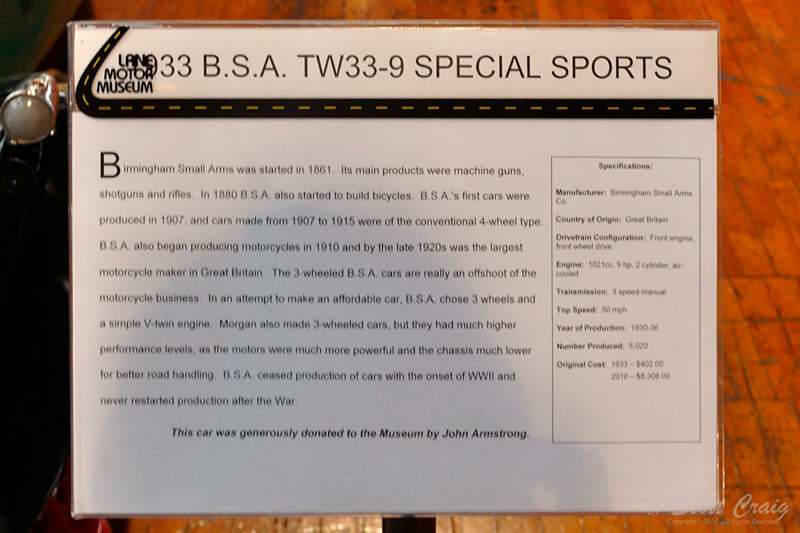 LANE
MOTOR
MUSEUM
933 B.S.A. TW33-9 SPECIAL SPORTS
Birmingham Small Arms was started in 1861. Its main products were machine guns,
shotguns and rifles. In 1880 B.S.A. also started to build bicycles. B.S.A.'s first cars were
produced in 1907, and cars made from 1907 to 1915 were of the conventional 4-wheel type.
B.S.A. also began producing motorcycles in 1910 and by the late 1920s was the largest
motorcycle maker in Great Britain. The 3-wheeled B.S.A. cars are really an offshoot of the
motorcycle business. In an attempt to make an affordable car, B.S.A. chose 3 wheels and
a simple V-twin engine. Morgan also made 3-wheeled cars, but they had much higher
performance levels, as the motors were much more powerful and the chassis much lower
for better road handling. B.S.A. ceased production of cars with the onset of WWII and
never restarted production after the War.
This car was generously donated to the Museum by John Armstrong.
Specifications:
Manufacturer: Birmingham Small Arms
Co.
Country of Origin: Great Britain
Drivetrain Configuration: Front engine,
front wheel drive
Engine: 1021cc, 9 hp, 2 cylinder, air-
cooled
Transmission: 3 speed manual
Top Speed: 50 mph
Year of Production: 1930-36
Number Produced: 5,020
Original Cost: 1933 – $402.00
2010 – $8,308.00
Scott Craig
"Copyright", 2016, All Rights Reserved